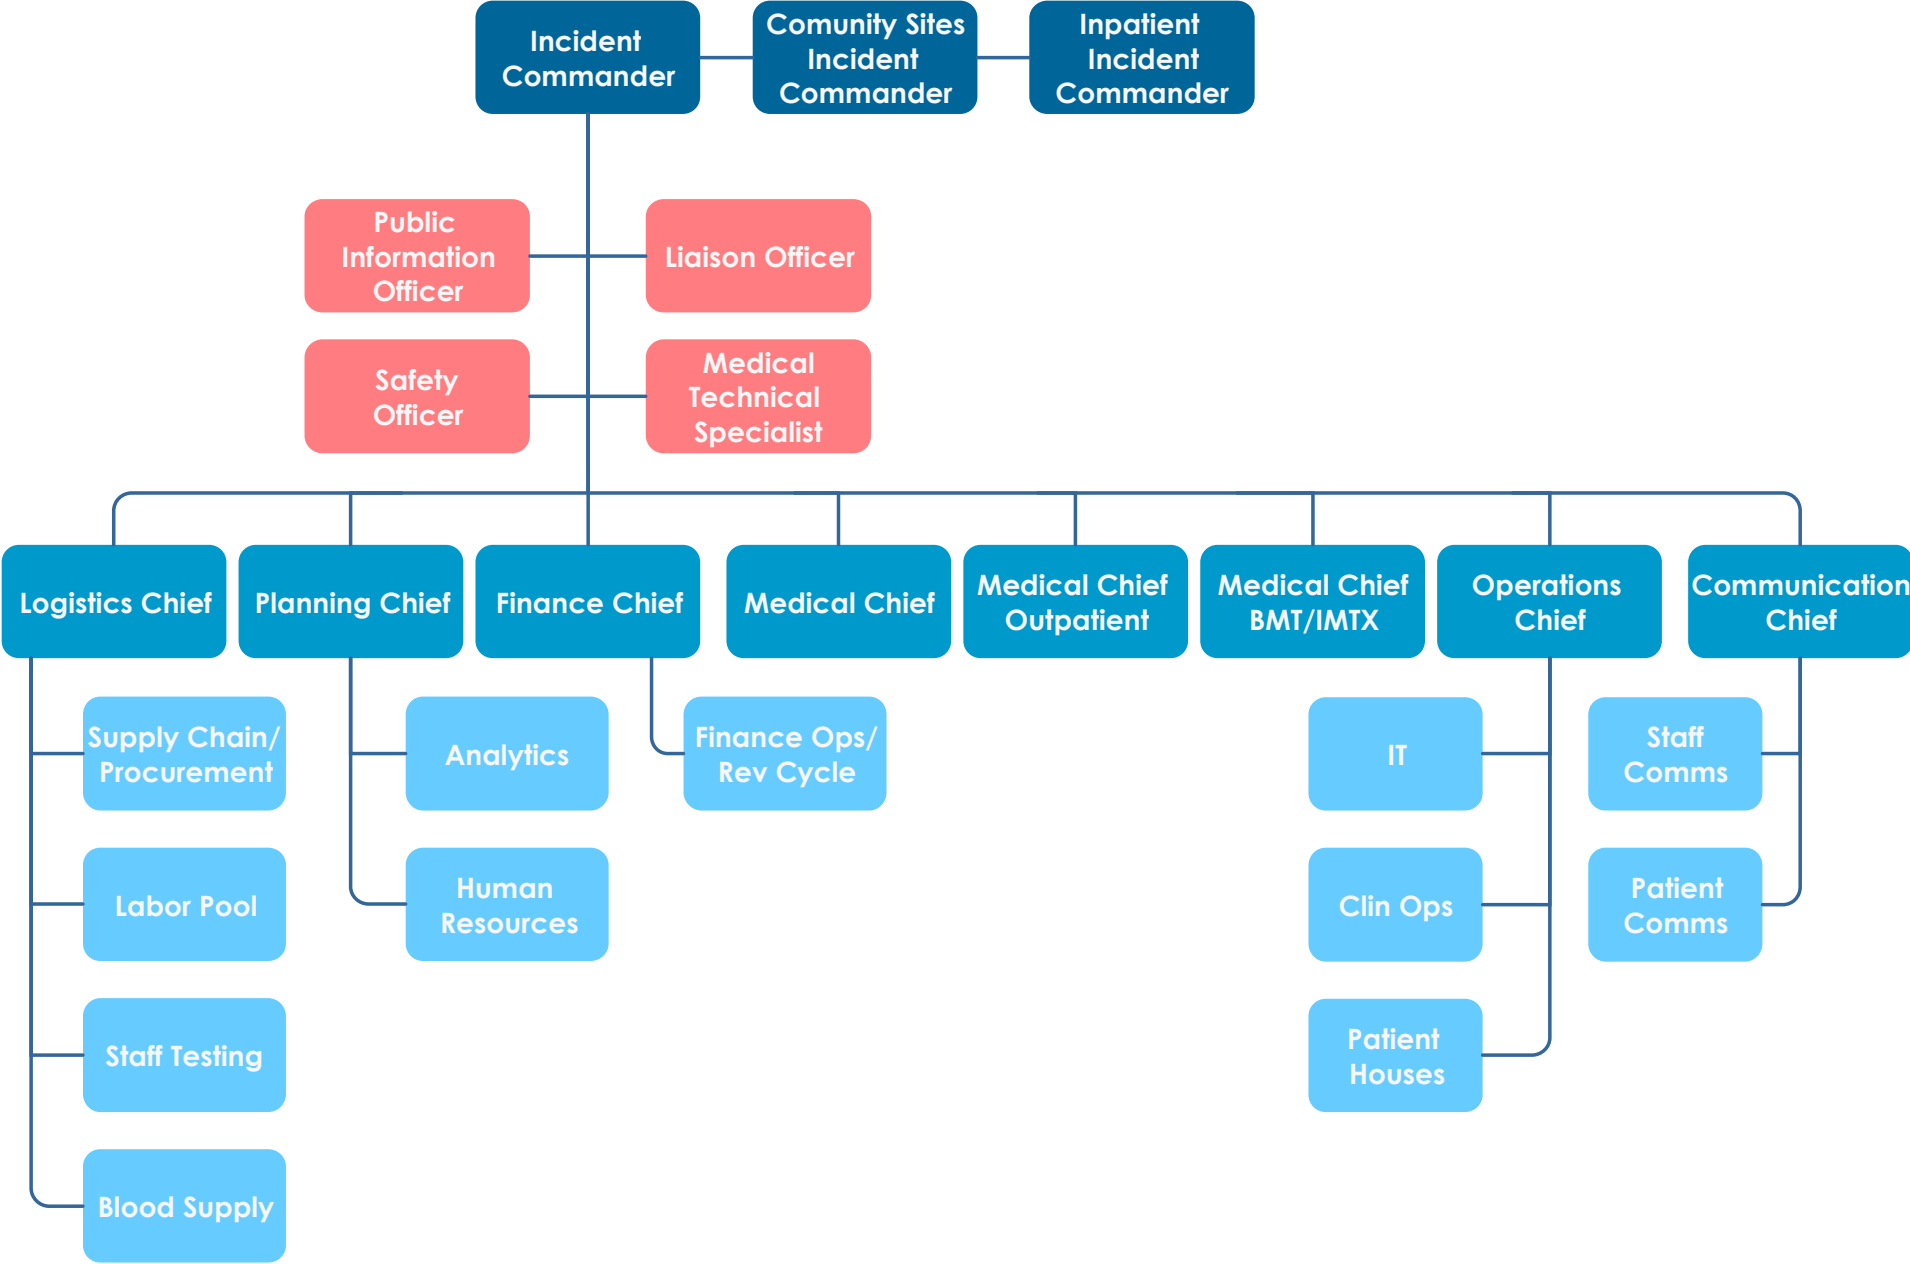 Incident
Commander
Comunity Sites
Incident
Commander
Inpatient
Incident
Commander
Public
Information
Officer
Liaison Officer
Safety
Officer
Medical
Technical
Specialist
Logistics Chief
Planning Chief
Finance Chief
Medical Chief
Medical Chief
Outpatient
Medical Chief
BMT/IMTX
Operations
Chief
Communication
Chief
Supply Chain/
Procurement
Analytics
Finance Ops/
Rev Cycle
IT
Staff
Comms
Labor Pool
Human
Resources
Clin Ops
Patient
Comms
Staff Testing
Patient
Houses
Blood Supply